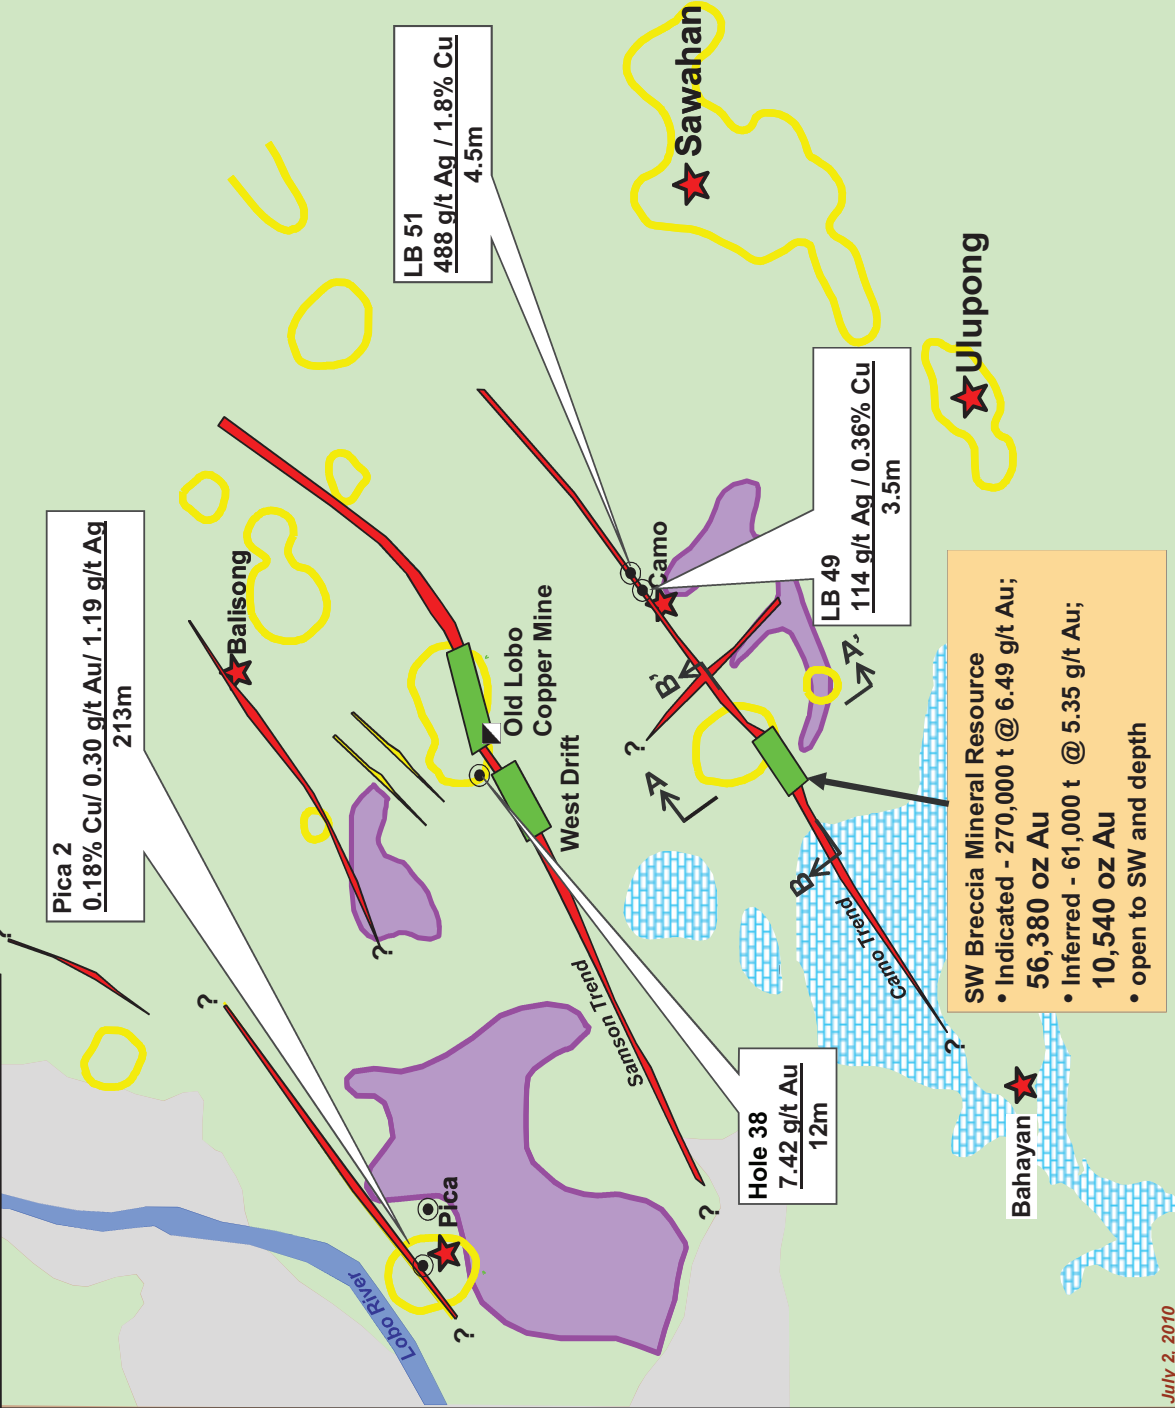 Sawahan
LB 51
488 g/t Ag / 1.8% Cu
4.5m
Ulupong
LB 49
114 g/t Ag / 0.36% Cu
3.5m
Camo
Balisong
Pica 2
0.18% Cu/ 0.30 g/t Au/ 1.19 g/t Ag
213m
Old Lobo
Copper Mine
West Drift
B'
A'
A
B
?
?
?
?
?
?
?
Samson Trend
Camo Trend
SW Breccia Mineral Resource
• Indicated - 270,000 t @ 6.49 g/t Au;
56,380 oz Au
• Inferred - 61,000 t @ 5.35 g/t Au;
10,540 oz Au
• open to SW and depth
Hole 38
7.42 g/t Au
12m
Pica
Bahayan
Lobo River
July 2, 2010